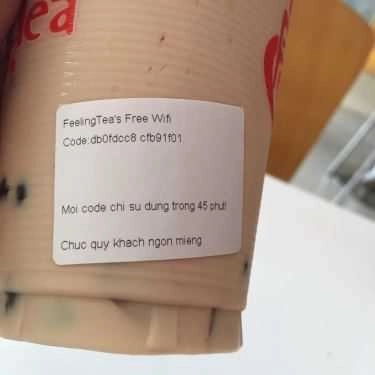 ea
FeelingTea's Free Wifi
Code:db0fdcc8 cfb91f01
Moi code chi su dung trong 45 phut!
Chuc quy khach ngon mieng